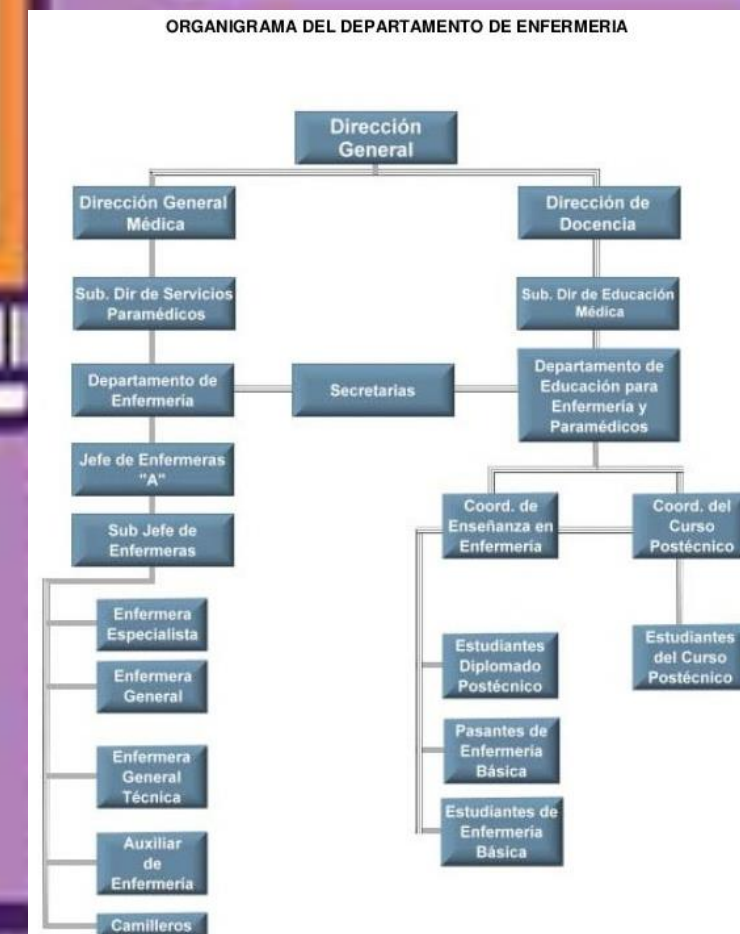 ORGANIGRAMA DEL DEPARTAMENTO DE ENFERMERIA
Dirección
General
Dirección General
Médica
Dirección de
Docencia
Sub. Dir de Servicios
Paramédicos
Sub. Dir de Educación
Médica
Departamento de
Enfermería
Secretarias
Departamento de
Educación para
Enfermería y
Paramédicos
Jefe de Enfermeras
"A"
Sub Jefe de
Enfermeras
Coord. de
Enseñanza en
Enfermería
Coord. del
Curso
Postécnico
Enfermera
Especialista
Enfermera
General
Enfermera
General
Técnica
Auxiliar
de
Enfermería
Camilleros
Estudiantes
Diplomado
Postécnico
Estudiantes
del Curso
Postécnico
Pasantes de
Enfermería
Básica
Estudiantes de
Enfermería
Básica